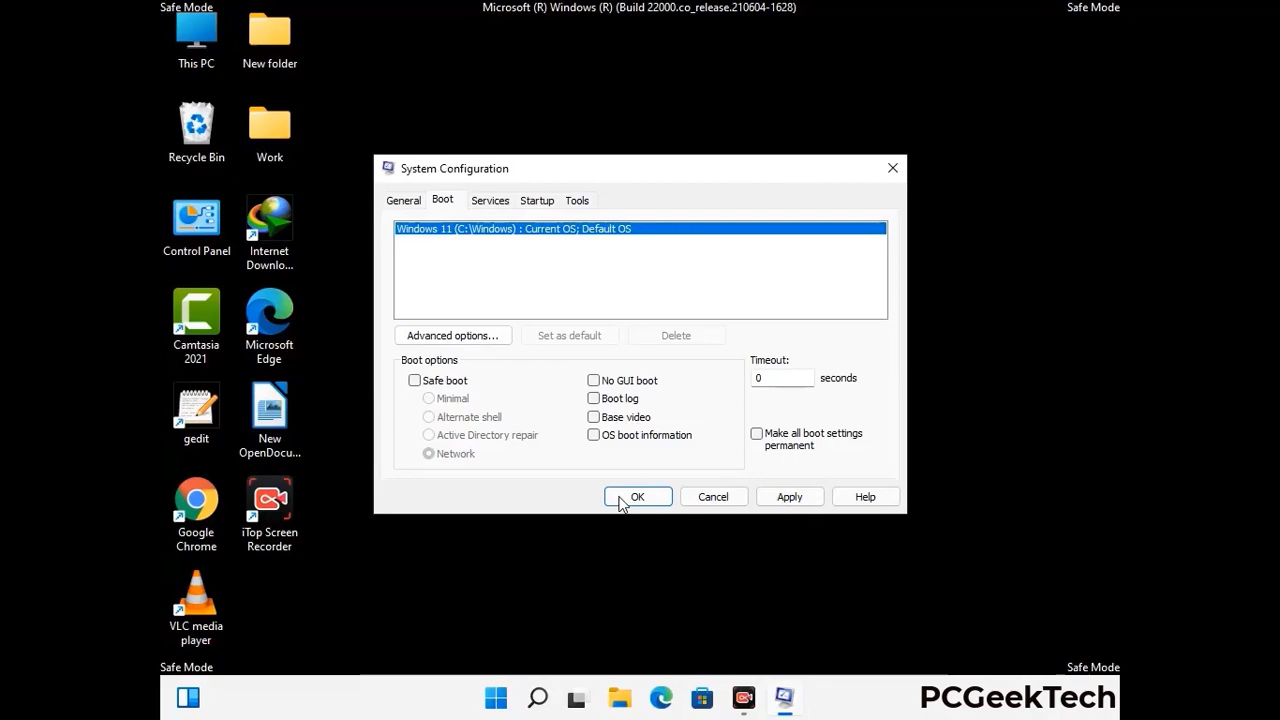 Safe Mode
Microsoft (R) Windows (R) (Build 22000.co_release.210604-1628)
Safe Mode
This PC
New folder
Recycle Bin
Work
Control Panel
Internet
Downlo...
Camtasia
2021
Microsoft
Edge
gedit
New
OpenDocu...
Google
Chrome
iTop Screen
Recorder
VLC media
player
System Configuration
General
Boot
Services
Startup
Tools
Windows 11 (C:\Windows) : Current OS; Default OS
Advanced options...
Set as default
Delete
Boot options
Safe boot
Minimal
Alternate shell
Active Directory repair
Network
No GUI boot
Boot log
Base video
OS boot information
Timeout:
0 seconds
Make all boot settings
permanent
OK
Cancel
Apply
Help
Safe Mode
Safe Mode
PCGeekTech